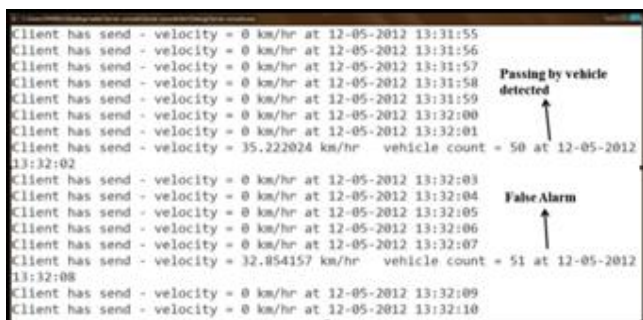 Client has send - velocity = 0 km/hr at 12-05-2012 13:31:55
Client has send - velocity = 0 km/hr at 12-05-2012 13:31:56
Client has send - velocity = 0 km/hr at 12-05-2012 13:31:57
Client has send - velocity = 0 km/hr at 12-05-2012 13:31:58
Client has send - velocity = 0 km/hr at 12-05-2012 13:31:59
Client has send - velocity = 0 km/hr at 12-05-2012 13:32:00
Client has send - velocity = 0 km/hr at 12-05-2012 13:32:01
Passing by vehicle
detected
Client has send - velocity = 35.222024 km/hr vehicle count = 50 at 12-05-2012
13:32:02
Client has send - velocity = 0 km/hr at 12-05-2012 13:32:03
Client has send - velocity = 0 km/hr at 12-05-2012 13:32:04
Client has send - velocity = 0 km/hr at 12-05-2012 13:32:05
Client has send - velocity = 0 km/hr at 12-05-2012 13:32:06
Client has send - velocity = 0 km/hr at 12-05-2012 13:32:07
False Alarm
Client has send - velocity = 32.854157 km/hr vehicle count = 51 at 12-05-2012
13:32:08
Client has send - velocity = 0 km/hr at 12-05-2012 13:32:09
Client has send - velocity = 0 km/hr at 12-05-2012 13:32:10